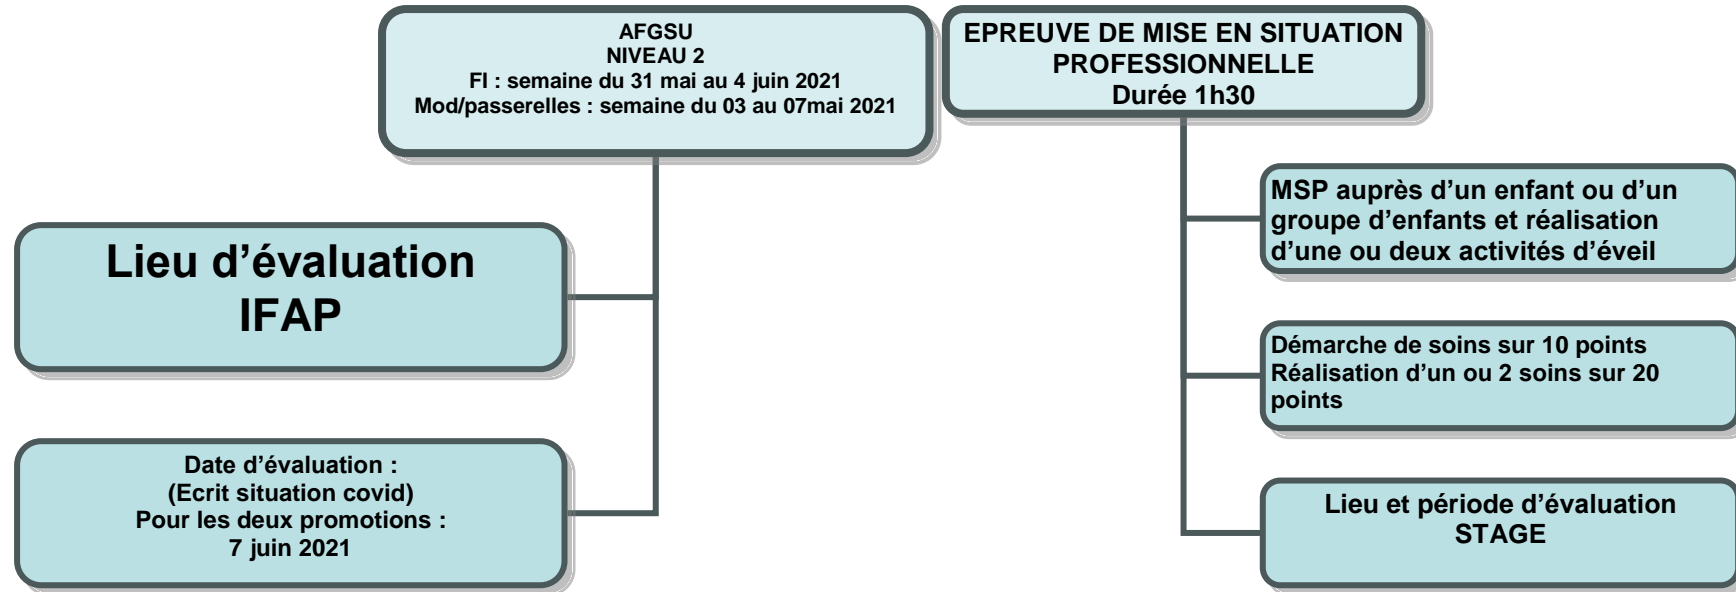 AFGSU
NIVEAU 2
FI : semaine du 31 mai au 4 juin 2021
Mod/passerelles : semaine du 03 au 07mai 2021
Lieu d’évaluation
IFAP
Date d’évaluation :
(Ecrit situation covid)
Pour les deux promotions :
7 juin 2021
EPREUVE DE MISE EN SITUATION
PROFESSIONNELLE
Durée 1h30
MSP auprès d’un enfant ou d’un
groupe d’enfants et réalisation
d’une ou deux activités d’éveil
Démarche de soins sur 10 points
Réalisation d’un ou 2 soins sur 20
points
Lieu et période d’évaluation
STAGE